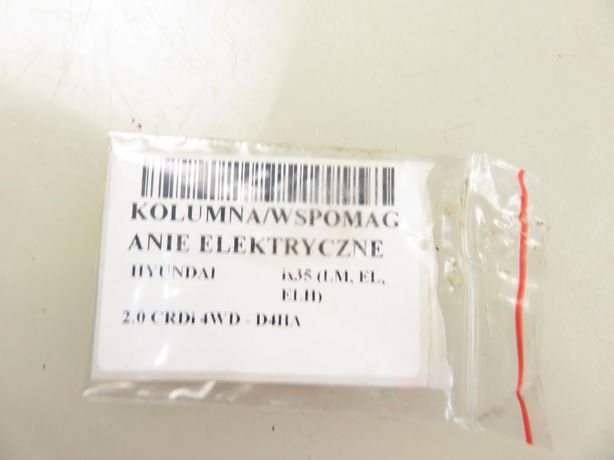 KOLUMNA/WSPOMAG
ANIE ELEKTRYCZNE
HYUNDAI ix35 (LM, EL,
ELH)
2.0 CRDi 4WD - D4HA